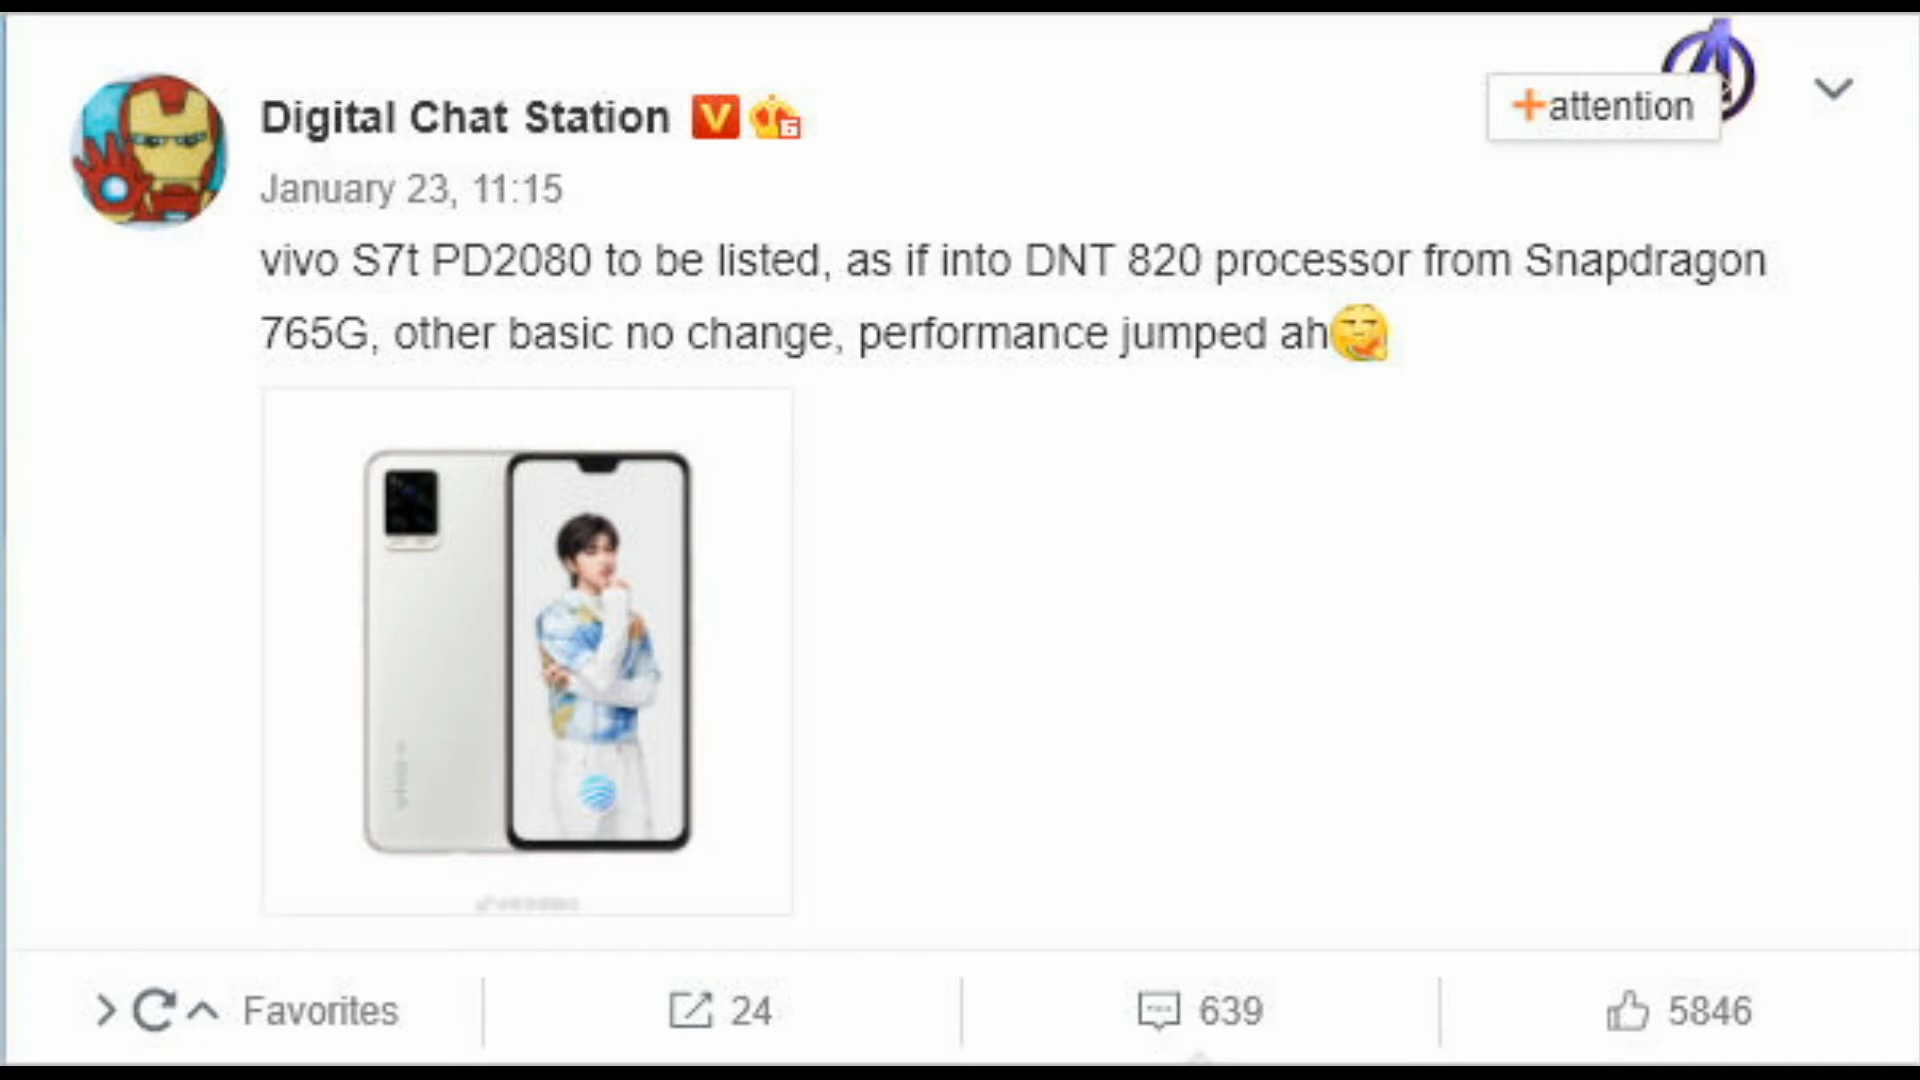 Digital Chat Station
+attention
January 23, 11:15
vivo S7t PD2080 to be listed, as if into DNT 820 processor from Snapdragon
765G, other basic no change, performance jumped ah
vivo
Favorites
24
639
5846